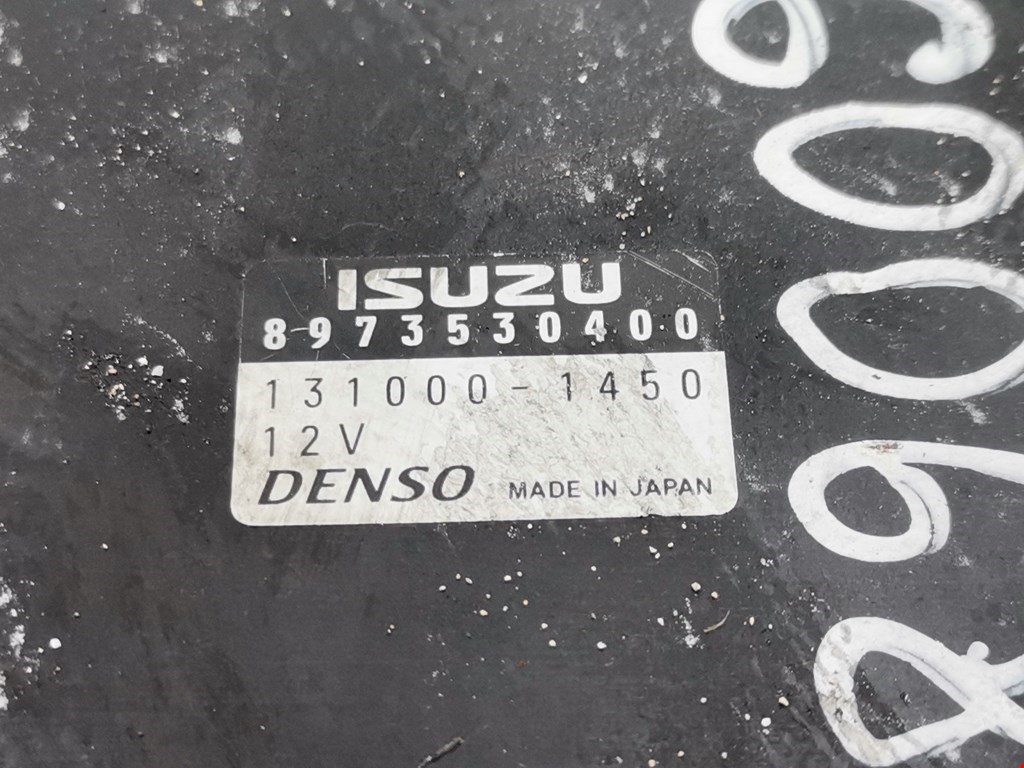 ISUZU
8973530400
131000-1450
12V
DENSO MADE IN JAPAN